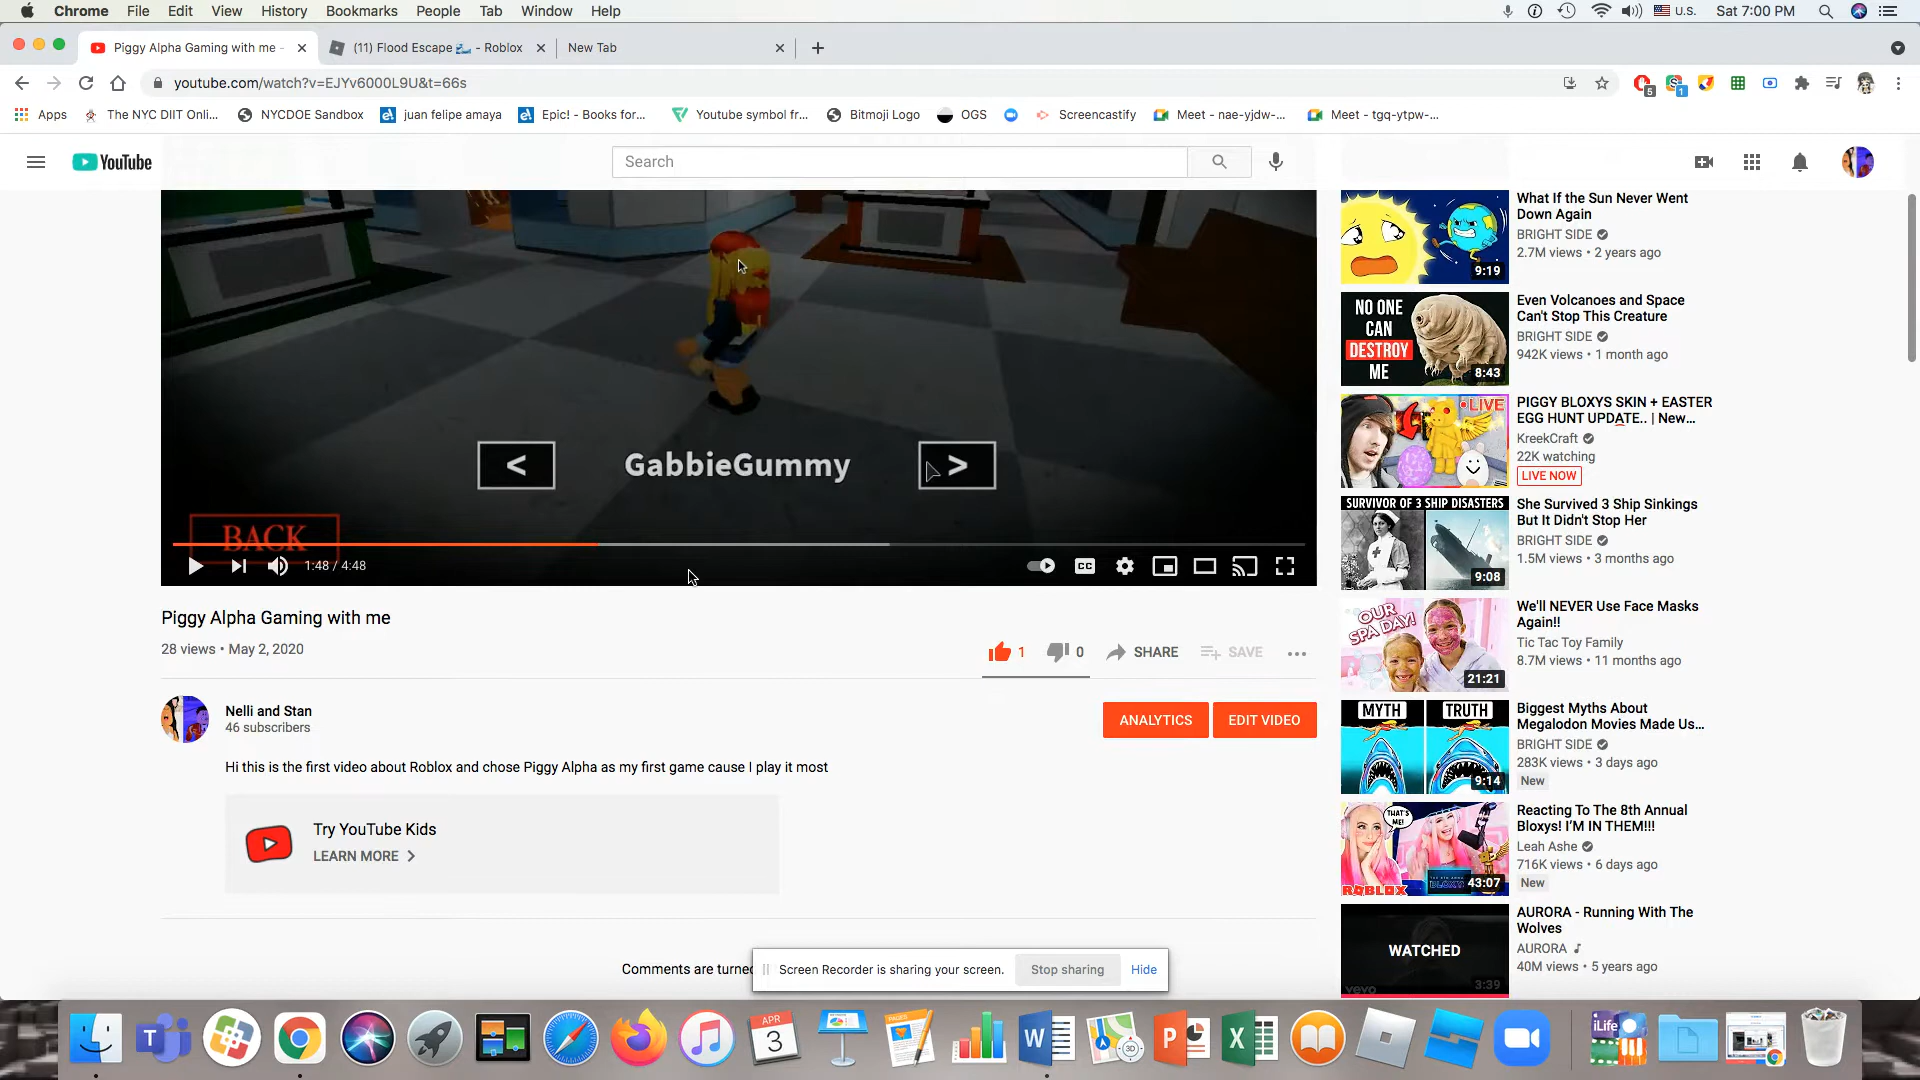 Chrome File Edit View History Bookmarks People Tab Window Help
U.S. Sat 7:00 PM
Piggy Alpha Gaming with me -
(11) Flood Escape - Roblox
New Tab
youtube.com/watch?v=EJYv6000L9U&t=66s
5
1
Apps
The NYC DIIT Onli...
NYCDOE Sandbox
juan felipe amaya
Epic! - Books for...
Youtube symbol fr...
Bitmoji Logo
OGS
Screencastify
Meet - nae-yjdw-...
Meet - tgq-ytpw-...
YouTube
Search
< GabbieGummy >
BACK
1:48 / 4:48
CC
Piggy Alpha Gaming with me
28 views • May 2, 2020
1 0 SHARE SAVE
Nelli and Stan
46 subscribers
ANALYTICS EDIT VIDEO
Hi this is the first video about Roblox and chose Piggy Alpha as my first game cause I play it most
Try YouTube Kids
LEARN MORE
Comments are turne
Screen Recorder is sharing your screen. Stop sharing Hide
9:19
What If the Sun Never Went
Down Again
BRIGHT SIDE
2.7M views • 2 years ago
NO ONE
CAN
DESTROY
ME
8:43
Even Volcanoes and Space
Can't Stop This Creature
BRIGHT SIDE
942K views • 1 month ago
LIVE
PIGGY BLOXYS SKIN + EASTER
EGG HUNT UPDATE.. | New...
KreekCraft
22K watching
LIVE NOW
SURVIVOR OF 3 SHIP DISASTERS
9:08
She Survived 3 Ship Sinkings
But It Didn't Stop Her
BRIGHT SIDE
1.5M views • 3 months ago
OUR
SPA DAY!
21:21
We'll NEVER Use Face Masks
Again!!
Tic Tac Toy Family
8.7M views • 11 months ago
MYTH TRUTH
9:14
Biggest Myths About
Megalodon Movies Made Us...
BRIGHT SIDE
283K views • 3 days ago
New
THAT'S
ME!
ROBLOX
43:07
Reacting To The 8th Annual
Bloxys! I'M IN THEM!!!
Leah Ashe
716K views • 6 days ago
New
WATCHED
vevo
3:39
AURORA - Running With The
Wolves
AURORA
40M views • 5 years ago
APR
3
PAGES
W
3D
P
X
iLife